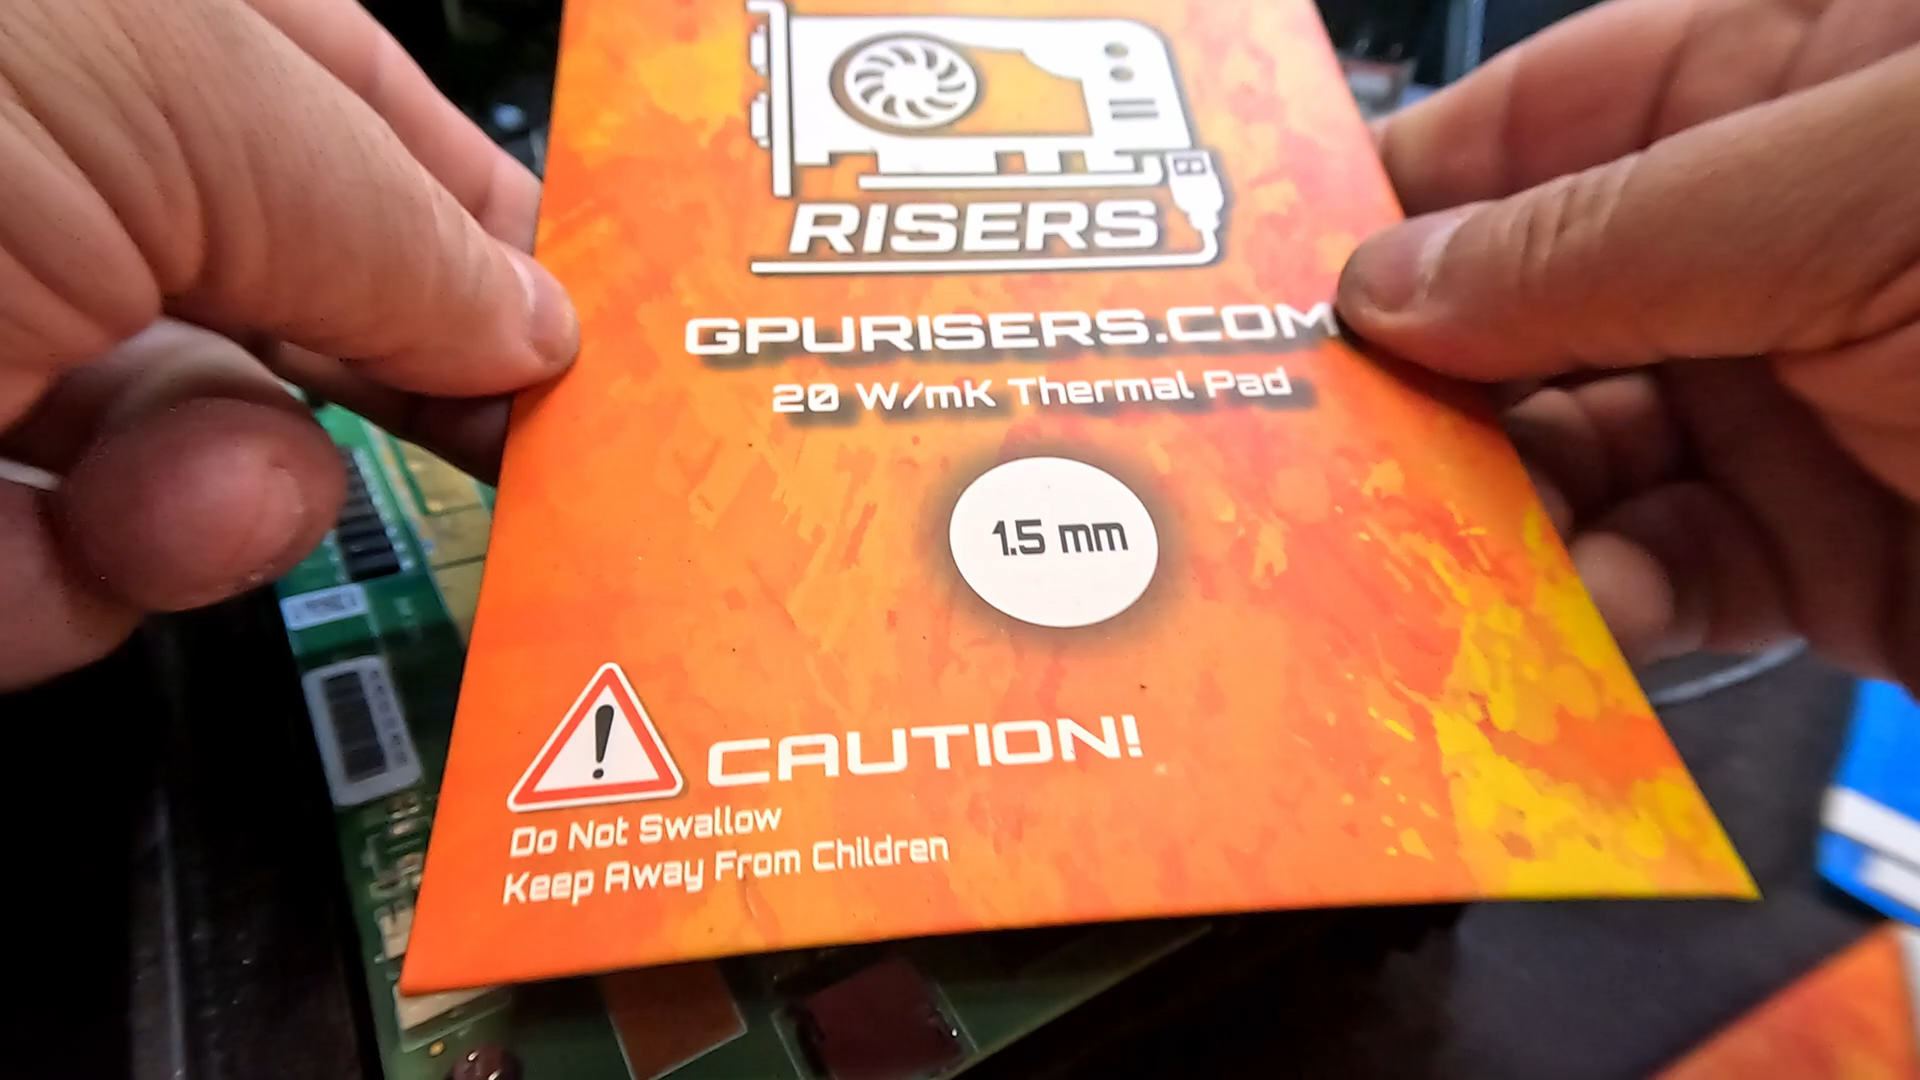 RISERS
GPURISERS.COM
20 W/mK Thermal Pad
1.5 mm
CAUTION!
Do Not Swallow
Keep Away From Children